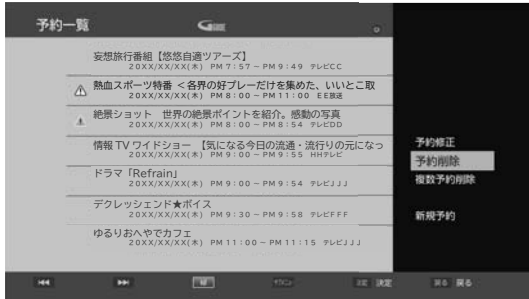 予約一覧
妄想旅行番組【悠悠自適ツアーズ】
20XX/XX/XX(木) PM 7:57－PM 9:49 テレビCC
熱血スポーツ特番 ＜各界の好プレーだけを集めた、いいとこ取
20XX/XX/XX(木) PM 8:00－PM 11:00 EE放送
絶景ショット 世界の絶景ポイントを紹介。感動の写真
20XX/XX/XX(木) PM 8:00－PM 8:54 テレビDD
情報TVワイドショー 【気になる今日の流通・流行りの元になっ
20XX/XX/XX(木) PM 9:00－PM 9:55 HHテレビ
ドラマ「Refrain」
20XX/XX/XX(木) PM 9:00－PM 9:54 テレビJJJ
デクレッシェンド★ボイス
20XX/XX/XX(木) PM 9:30－PM 9:58 テレビFFF
ゆるりおへやでカフェ
20XX/XX/XX(木) PM 11:00－PM 11:15 テレビJJJ
予約修正
予約削除
複数予約削除
新規予約
決定 決定
戻る 戻る